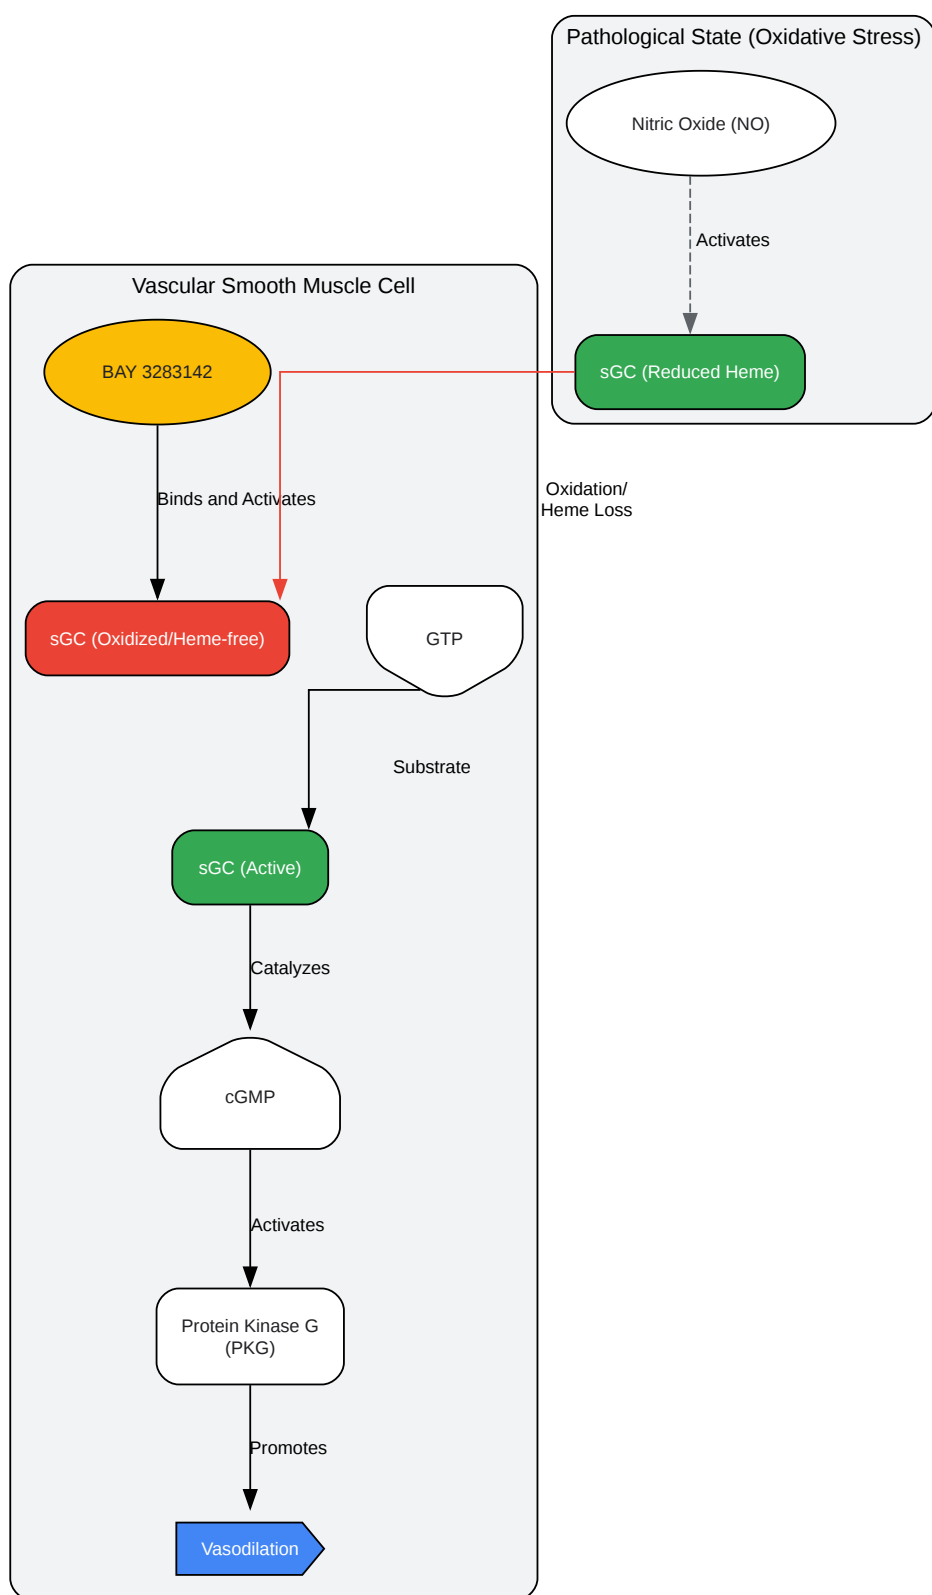 Pathological State (Oxidative Stress)
Nitric Oxide (NO)
Activates
Vascular Smooth Muscle Cell
BAY 3283142
sGC (Reduced Heme)
Binds and Activates
Oxidation/
Heme Loss
sGC (Oxidized/Heme-free)
GTP
Substrate
sGC (Active)
Catalyzes
cGMP
Activates
Protein Kinase G
(PKG)
Promotes
Vasodilation